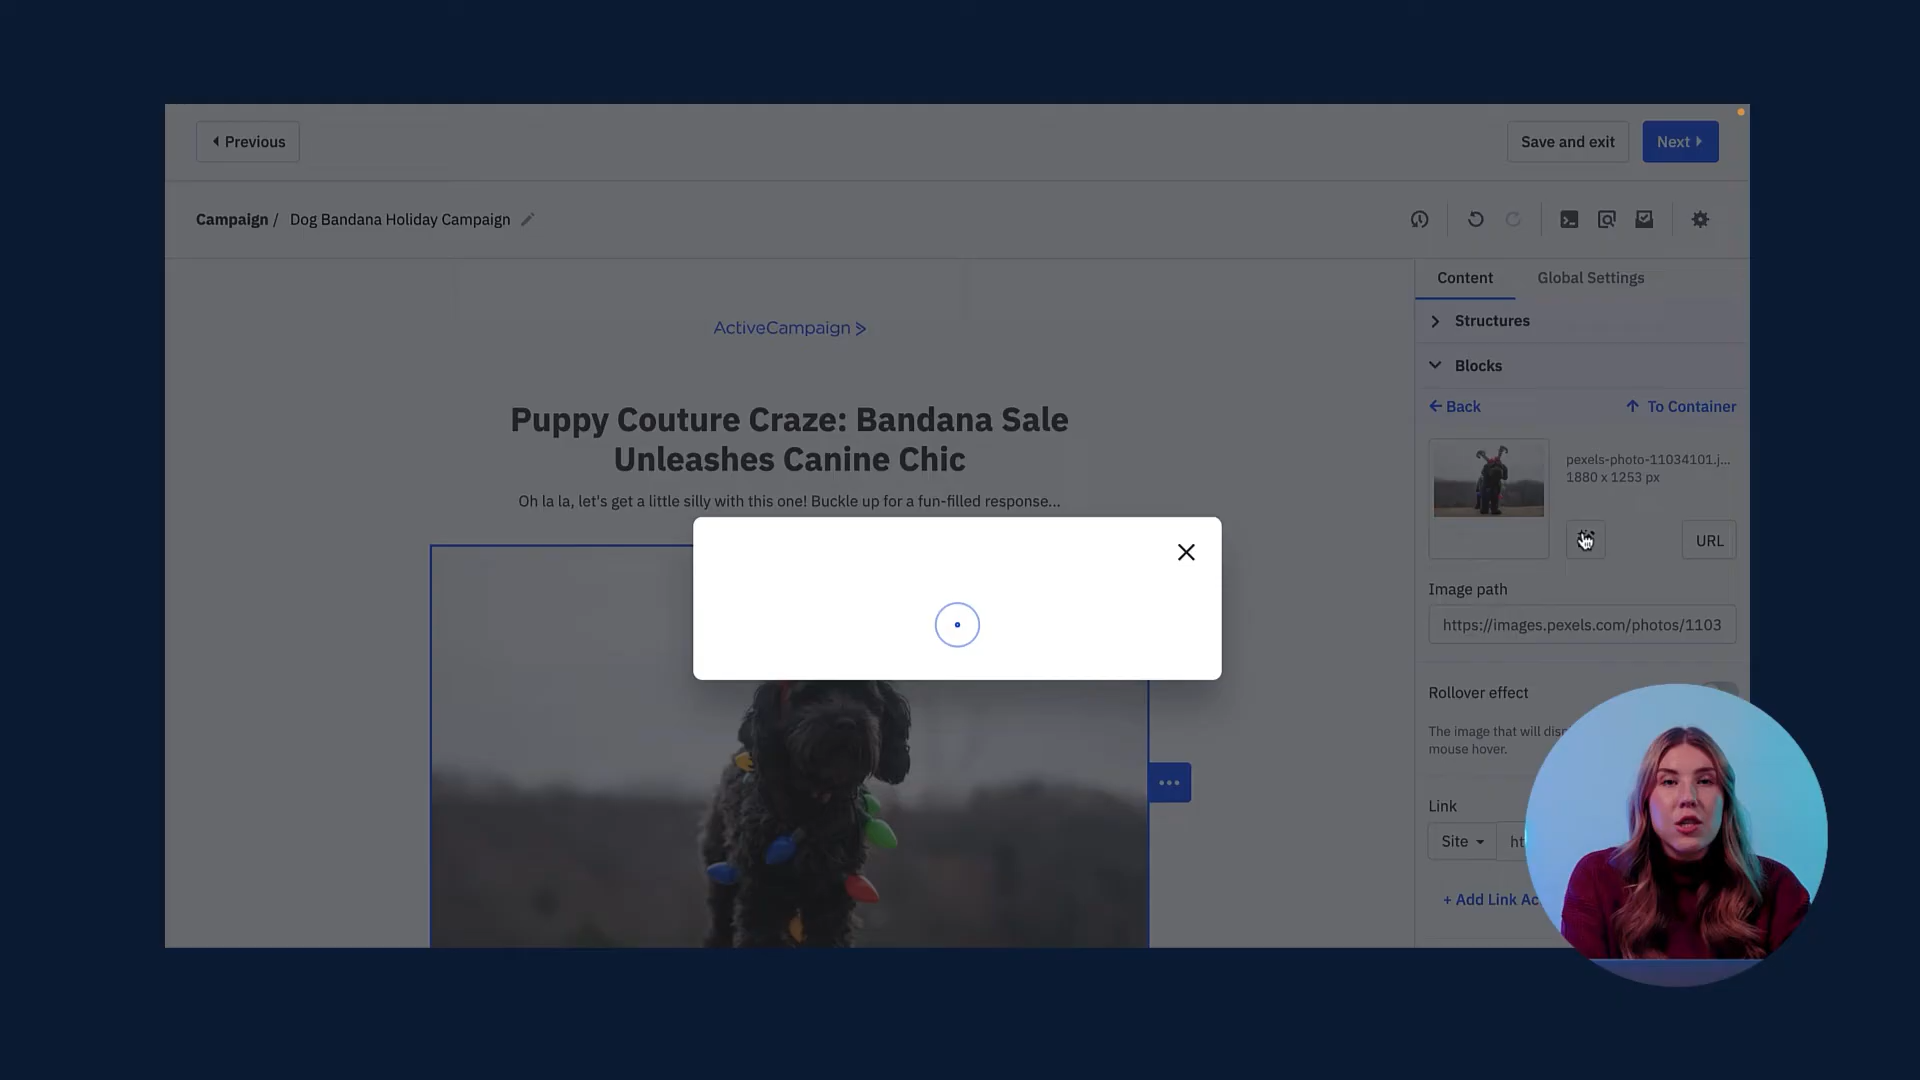 Previous
Save and exit
Next
Campaign / Dog Bandana Holiday Campaign
Content
Global Settings
ActiveCampaign >
Structures
Blocks
Back
To Container
Puppy Couture Craze: Bandana Sale
Unleashes Canine Chic
Oh la la, let's get a little silly with this one! Buckle up for a fun-filled response...
pexels-photo-11034101.j...
1880 x 1253 px
URL
Image path
https://images.pexels.com/photos/1103
Rollover effect
The image that will
mouse hover.
Link
Site
+ Add Link